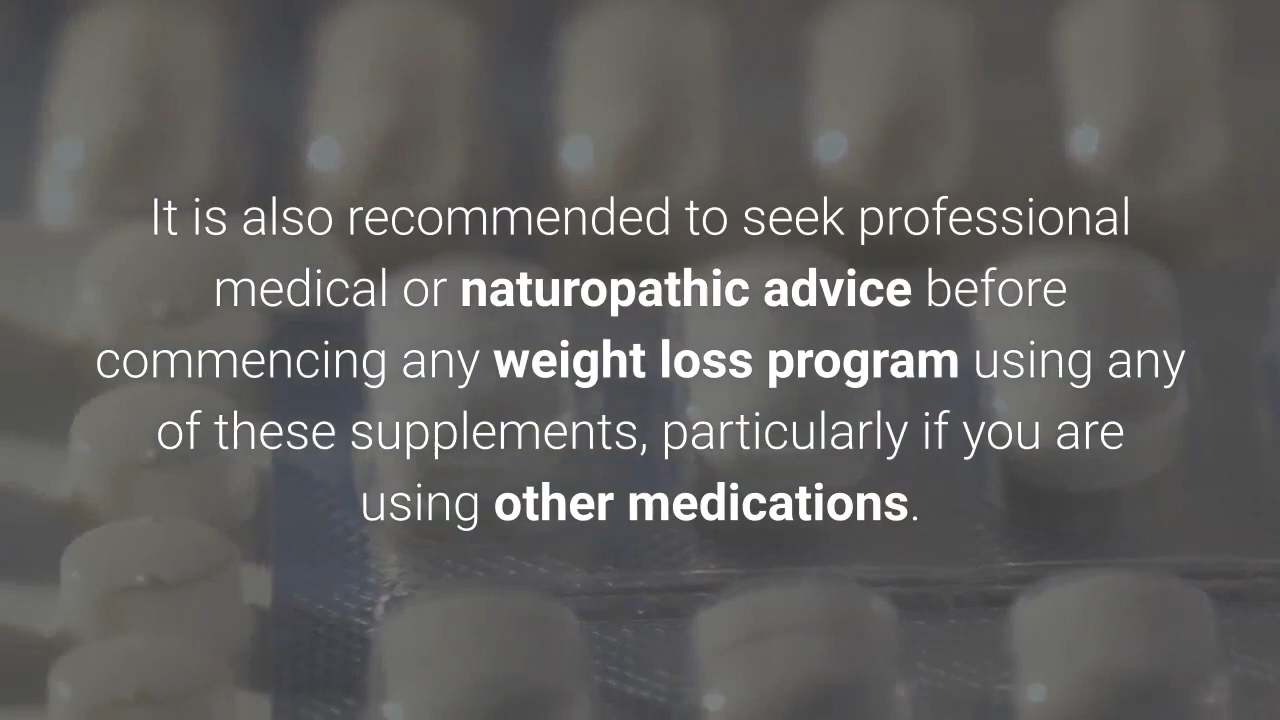 It is also recommended to seek professional
medical or naturopathic advice before
commencing any weight loss program using any
of these supplements, particularly if you are
using other medications.